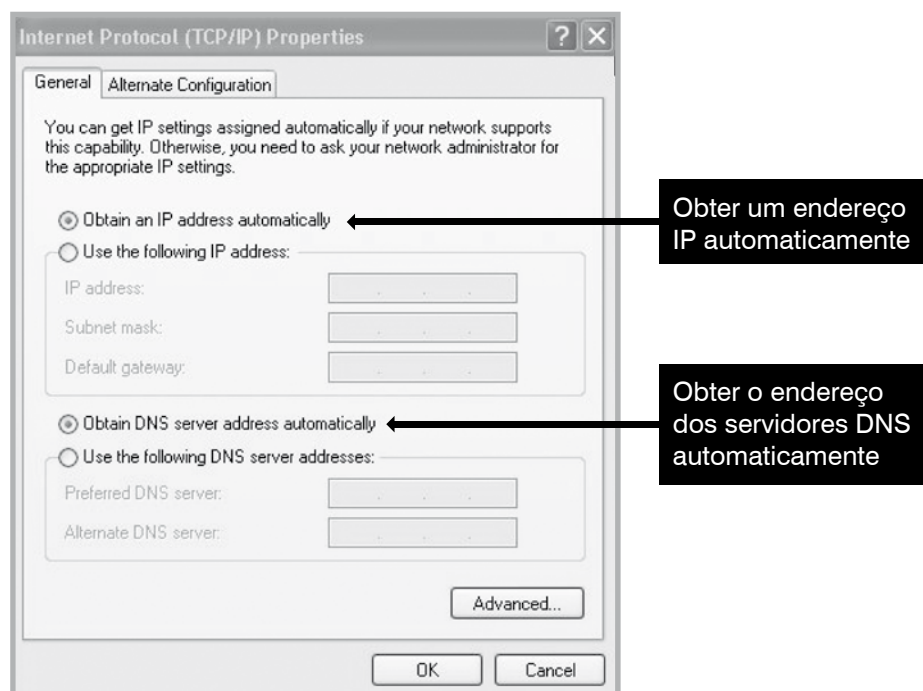 Internet Protocol (TCP/IP) Properties
General
Alternate Configuration
You can get IP settings assigned automatically if your network supports
this capability. Otherwise, you need to ask your network administrator for
the appropriate IP settings.
Obtain an IP address automatically
Use the following IP address:
IP address:
Subnet mask:
Default gateway:
Obtain DNS server address automatically
Use the following DNS server addresses:
Preferred DNS server:
Alternate DNS server:
Advanced...
OK
Cancel
Obter um endereço
IP automaticamente
Obter o endereço
dos servidores DNS
automaticamente